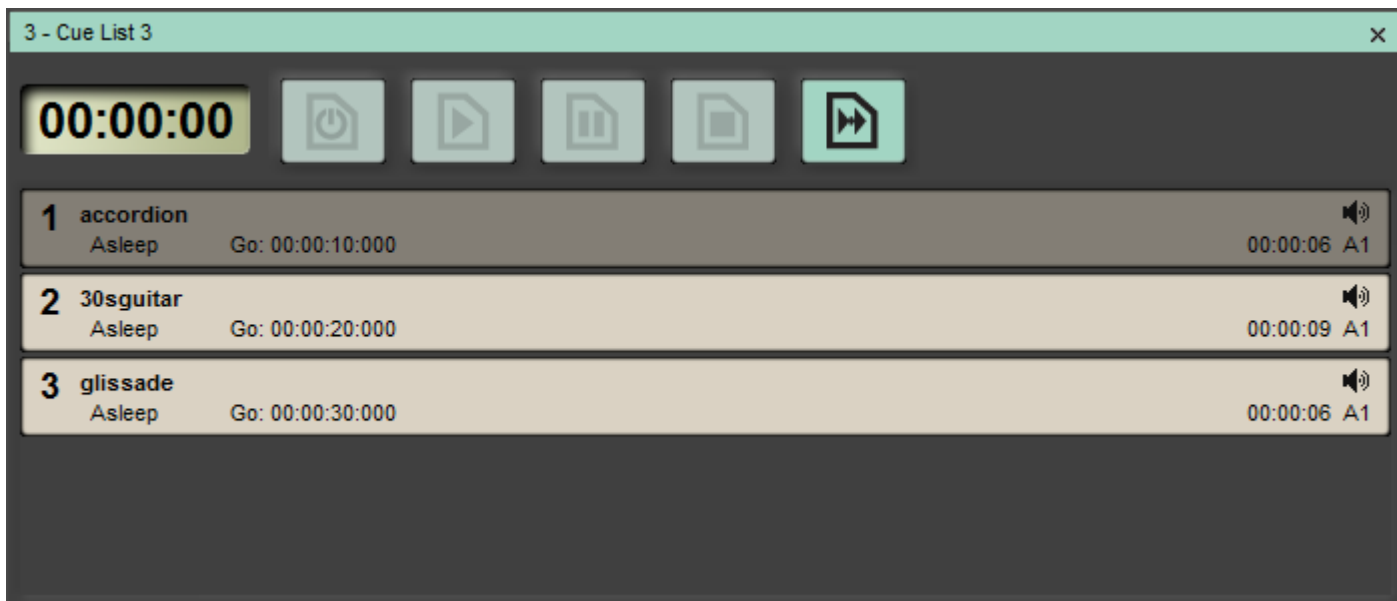 3 - Cue List 3
00:00:00
1 accordion
Asleep Go: 00:00:10:000 00:00:06 A1
2 30sguitar
Asleep Go: 00:00:20:000 00:00:09 A1
3 glissade
Asleep Go: 00:00:30:000 00:00:06 A1